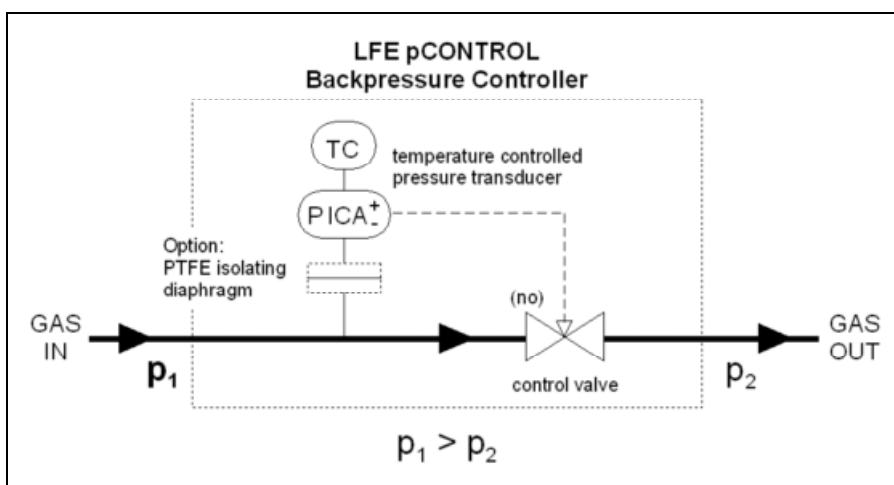 LFE pCONTROL
Backpressure Controller
TC
temperature controlled
pressure transducer
PICA+-
Option:
PTFE isolating
diaphragm
(no)
GAS
IN
GAS
OUT
p1
control valve
p2
p1 > p2